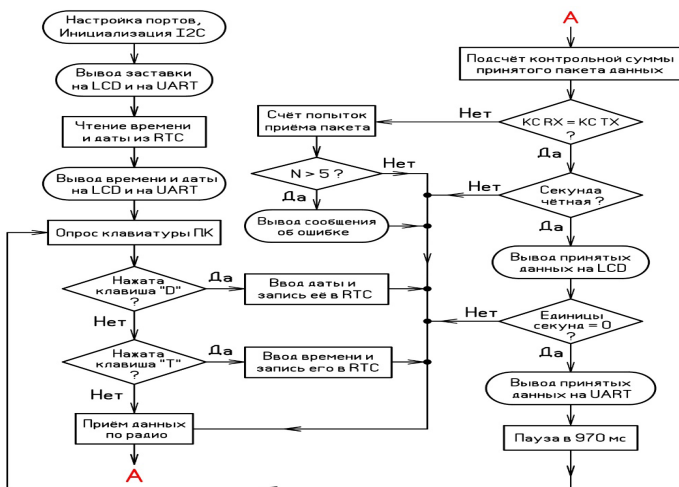 Настройка портов,
Инициализация I2C
Вывод заставки
на LCD и на UART
Чтение времени
и даты из RTC
Вывод времени и даты
на LCD и на UART
Опрос клавиатуры ПК
Нажата
клавиша "D"
?
Да
Ввод даты и
запись её в RTC
Нет
Нажата
клавиша "T"
?
Да
Ввод времени и
запись его в RTC
Нет
Приём данных
по радио
А
А
Подсчёт контрольной суммы
принятого пакета данных
КС RX = КС TX
?
Нет
Счёт попыток
приёма пакета
N > 5 ?
Нет
Да
Вывод сообщения
об ошибке
Да
Секунда
чётная ?
Нет
Да
Вывод принятых
данных на LCD
Единицы
секунд = 0
?
Нет
Да
Вывод принятых
данных на UART
Пауза в 970 мс